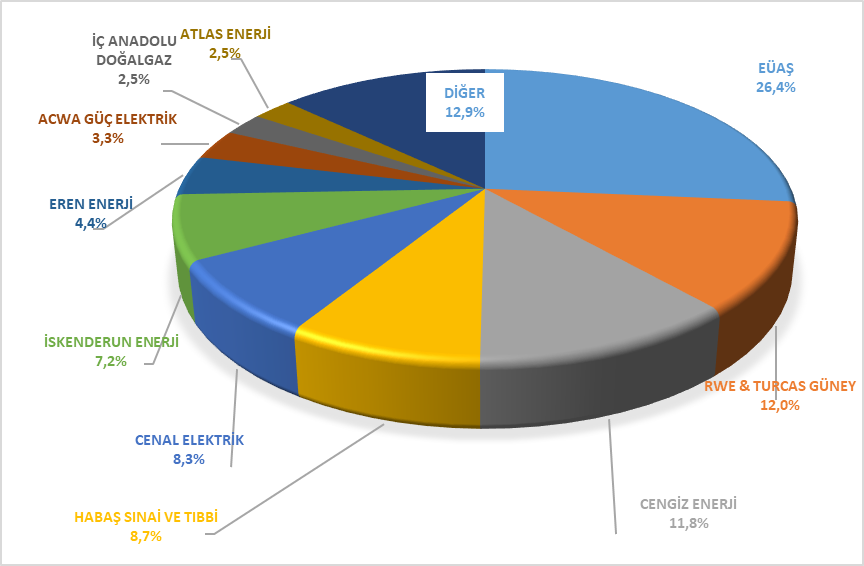 EÜAŞ
26,4%
RWE & TURCAS GÜNEY
12,0%
CENGİZ ENERJİ
11,8%
HABAŞ SINAİ VE TIBBİ
8,7%
CENAL ELEKTRİK
8,3%
İSKENDERUN ENERJİ
7,2%
EREN ENERJİ
4,4%
ACWA GÜÇ ELEKTRİK
3,3%
İÇ ANADOLU
DOĞALGAZ
2,5%
ATLAS ENERJİ
2,5%
DİĞER
12,9%